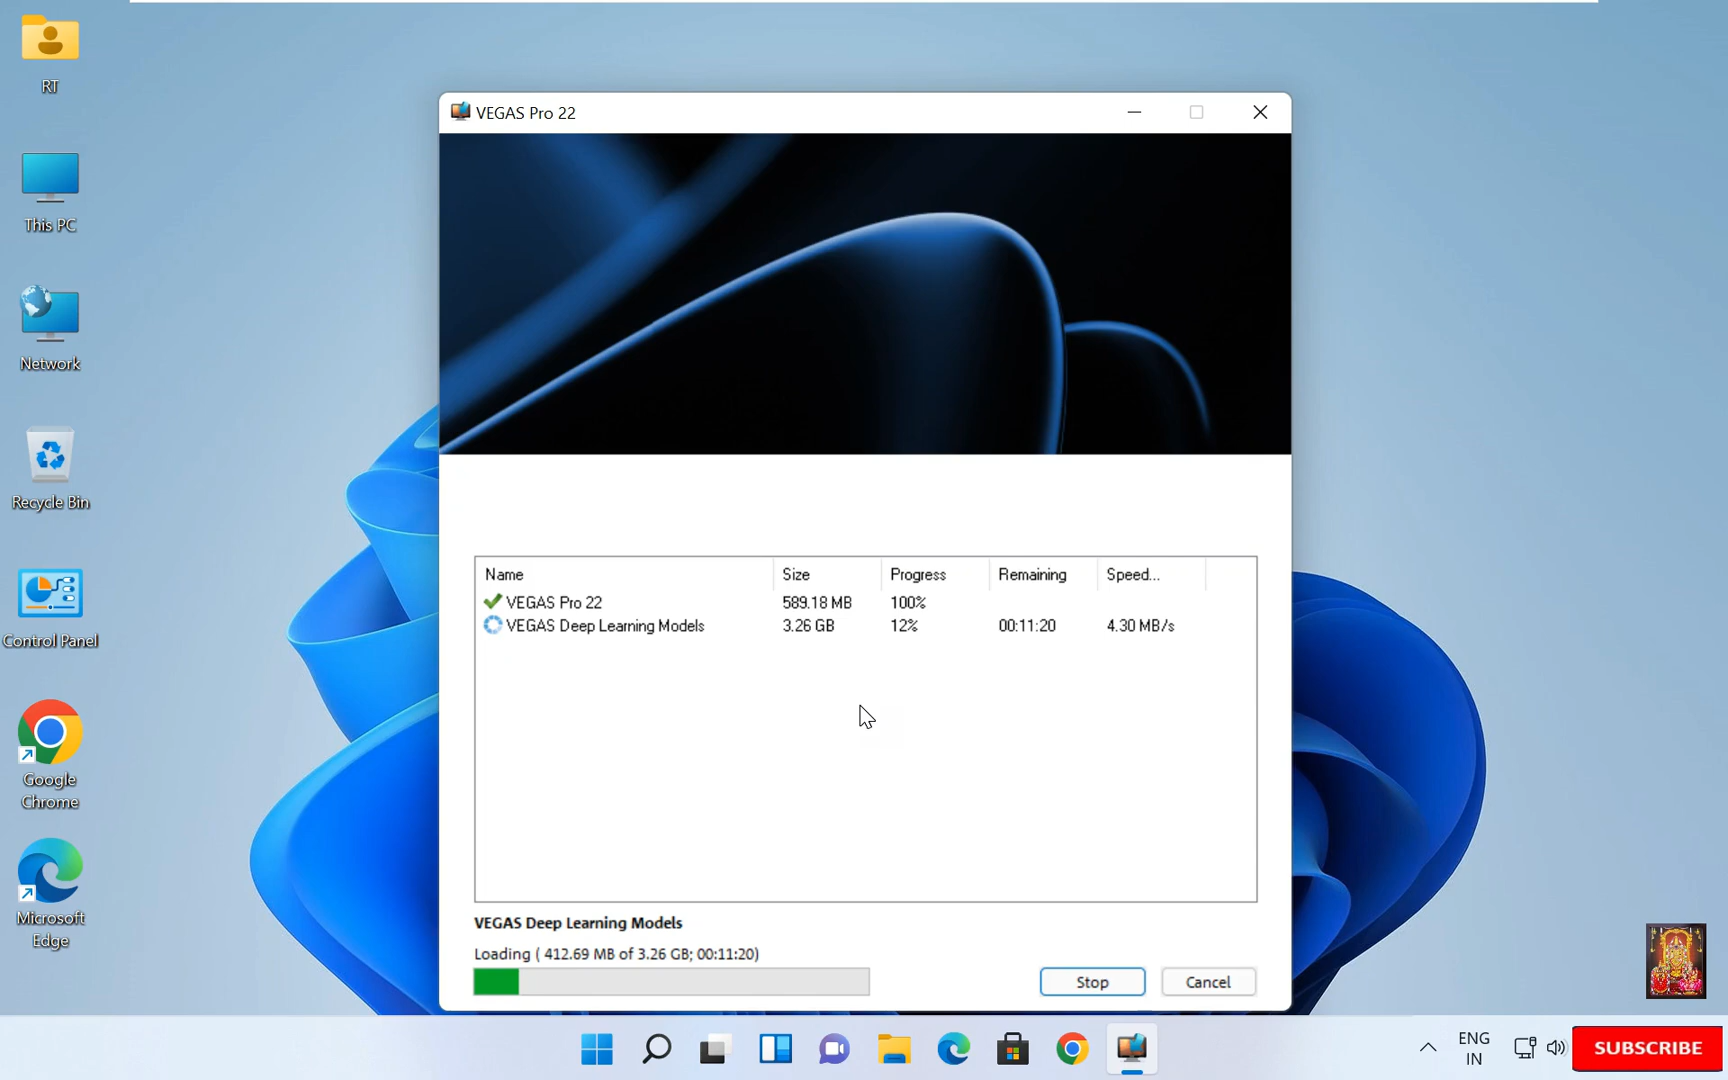 RT
This PC
Network
Recycle Bin
Control Panel
Google
Chrome
Microsoft
Edge
VEGAS Pro 22
Name Size Progress Remaining Speed...
VEGAS Pro 22 589.18 MB 100%
VEGAS Deep Learning Models 3.26 GB 12% 00:11:20 4.30 MB/s
VEGAS Deep Learning Models
Loading ( 412.69 MB of 3.26 GB; 00:11:20)
Stop Cancel
ENG
IN
SUBSCRIBE